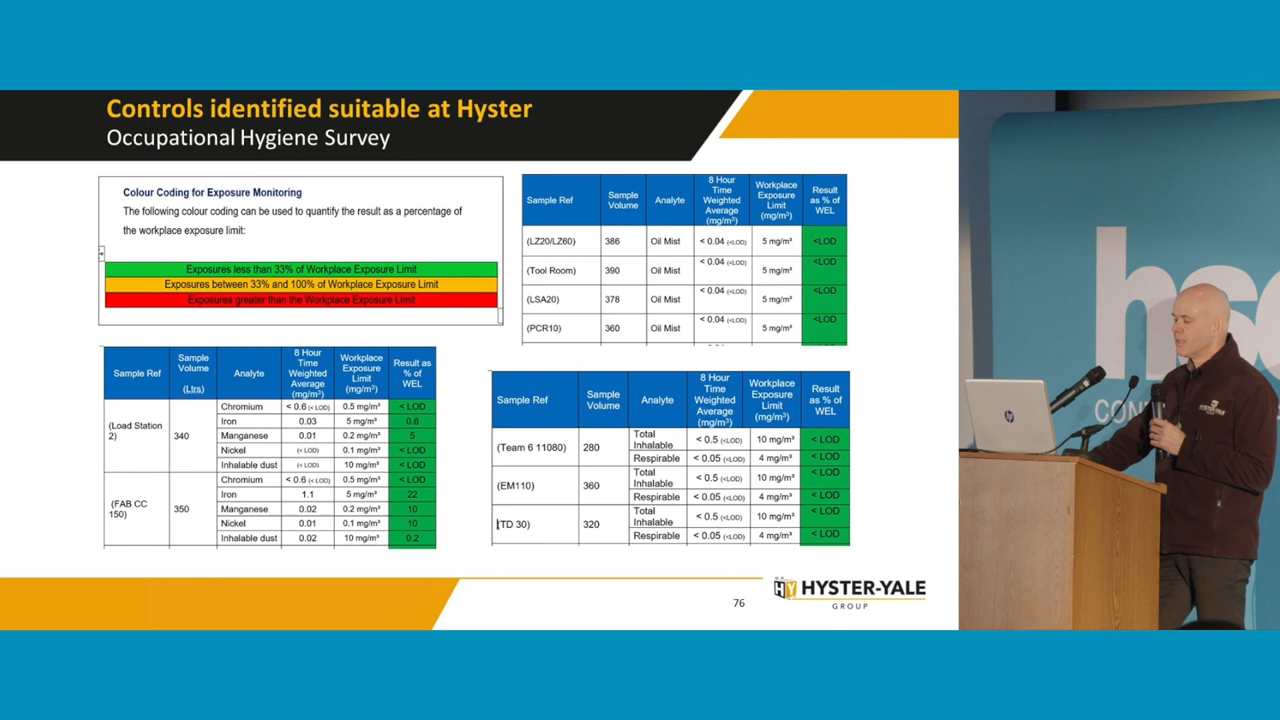 Controls identified suitable at Hyster
Occupational Hygiene Survey
Colour Coding for Exposure Monitoring
The following colour coding can be used to quantify the result as a percentage of
the workplace exposure limit:
Exposures less than 33% of Workplace Exposure Limit
Exposures between 33% and 100% of Workplace Exposure Limit
Exposures greater than the Workplace Exposure Limit
Sample Ref
Sample
Volume
Analyte
8 Hour
Time
Weighted
Average
(mg/m³)
Workplace
Exposure
Limit
(mg/m³)
Result
as % of
WEL
(LZ20/LZ60) 386 Oil Mist < 0.04 (<LOD) 5 mg/m³ <LOD
(Tool Room) 390 Oil Mist < 0.04 (<LOD) 5 mg/m³ <LOD
(LSA20) 378 Oil Mist < 0.04 (<LOD) 5 mg/m³ <LOD
(PCR10) 360 Oil Mist < 0.04 (<LOD) 5 mg/m³ <LOD
Sample Ref
Sample
Volume
(Ltrs)
Analyte
8 Hour
Time
Weighted
Average
(mg/m³)
Workplace
Exposure
Limit
(mg/m³)
Result as
% of
WEL
(Load Station
2)
340
Chromium < 0.6 (< LOD) 0.5 mg/m³ < LOD
Iron 0.03 5 mg/m³ 0.6
Manganese 0.01 0.2 mg/m³ 5
Nickel (< LOD) 0.1 mg/m³ < LOD
Inhalable dust (< LOD) 10 mg/m³ < LOD
(FAB CC
150)
350
Chromium < 0.6 (< LOD) 0.5 mg/m³ < LOD
Iron 1.1 5 mg/m³ 22
Manganese 0.02 0.2 mg/m³ 10
Nickel 0.01 0.1 mg/m³ 10
Inhalable dust 0.02 10 mg/m³ 0.2
Sample Ref
Sample
Volume
Analyte
8 Hour
Time
Weighted
Average
(mg/m³)
Workplace
Exposure
Limit
(mg/m³)
Result
as % of
WEL
(Team 6 11080) 280
Total
Inhalable < 0.5 (<LOD) 10 mg/m³ < LOD
Respirable < 0.05 (<LOD) 4 mg/m³ < LOD
(EM110) 360
Total
Inhalable < 0.5 (<LOD) 10 mg/m³ < LOD
Respirable < 0.05 (<LOD) 4 mg/m³ < LOD
(TD 30) 320
Total
Inhalable < 0.5 (<LOD) 10 mg/m³ < LOD
Respirable < 0.05 (<LOD) 4 mg/m³ < LOD
76
HY HYSTER-YALE
GROUP
hs
CON
hp
HYSTER-YALE